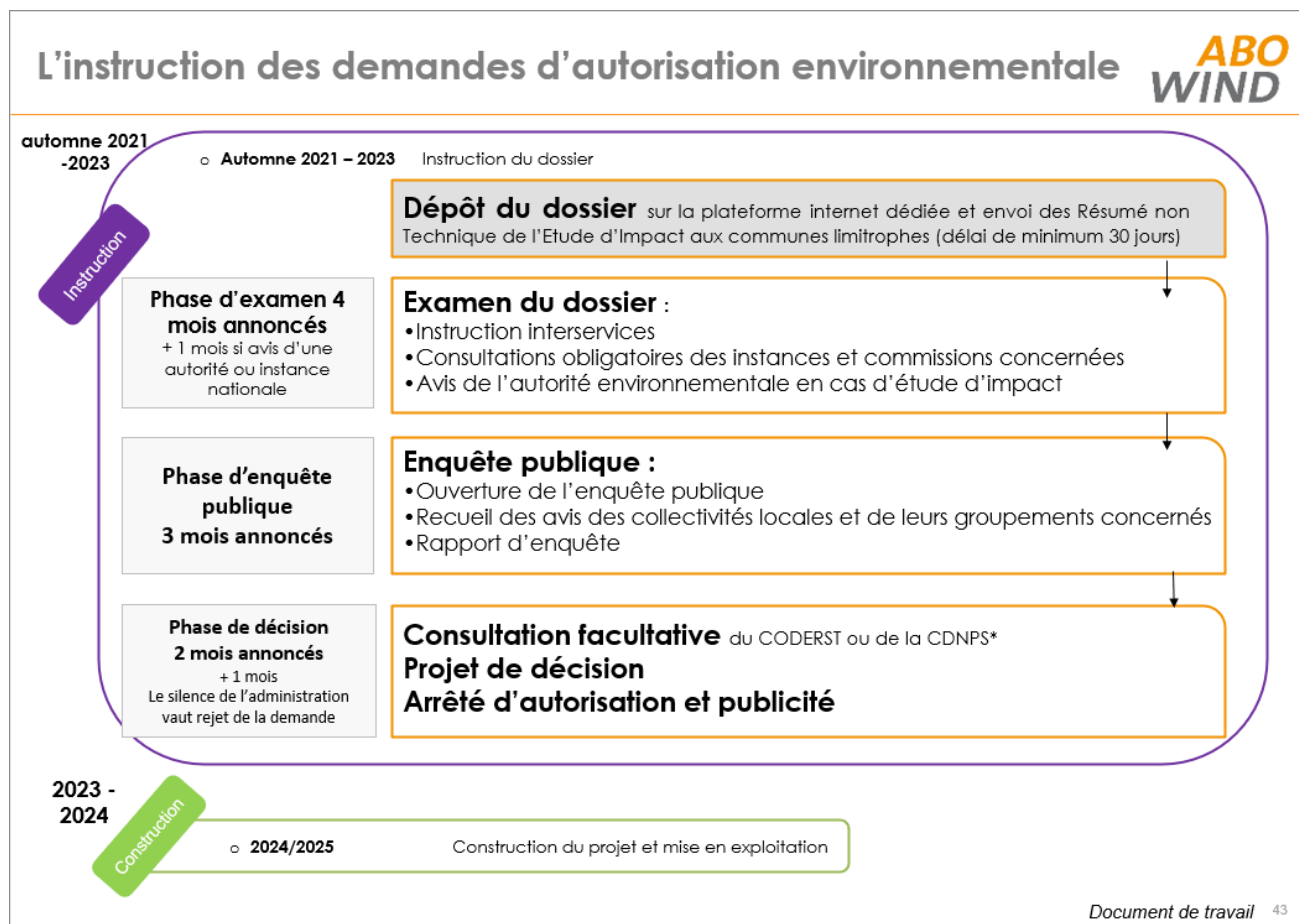 L'instruction des demandes d'autorisation environnementale
ABO
WIND
automne 2021
-2023
o Automne 2021 – 2023 Instruction du dossier
Instruction
Dépôt du dossier sur la plateforme internet dédiée et envoi des Résumé non
Technique de l'Etude d'Impact aux communes limitrophes (délai de minimum 30 jours)
Phase d'examen 4
mois annoncés
+ 1 mois si avis d'une
autorité ou instance
nationale
Examen du dossier :
•Instruction interservices
•Consultations obligatoires des instances et commissions concernées
•Avis de l'autorité environnementale en cas d'étude d'impact
Phase d'enquête
publique
3 mois annoncés
Enquête publique :
•Ouverture de l'enquête publique
•Recueil des avis des collectivités locales et de leurs groupements concernés
•Rapport d'enquête
Phase de décision
2 mois annoncés
+ 1 mois
Le silence de l'administration
vaut rejet de la demande
Consultation facultative du CODERST ou de la CDNPS*
Projet de décision
Arrêté d'autorisation et publicité
2023 -
2024
Construction
o 2024/2025 Construction du projet et mise en exploitation
Document de travail 43